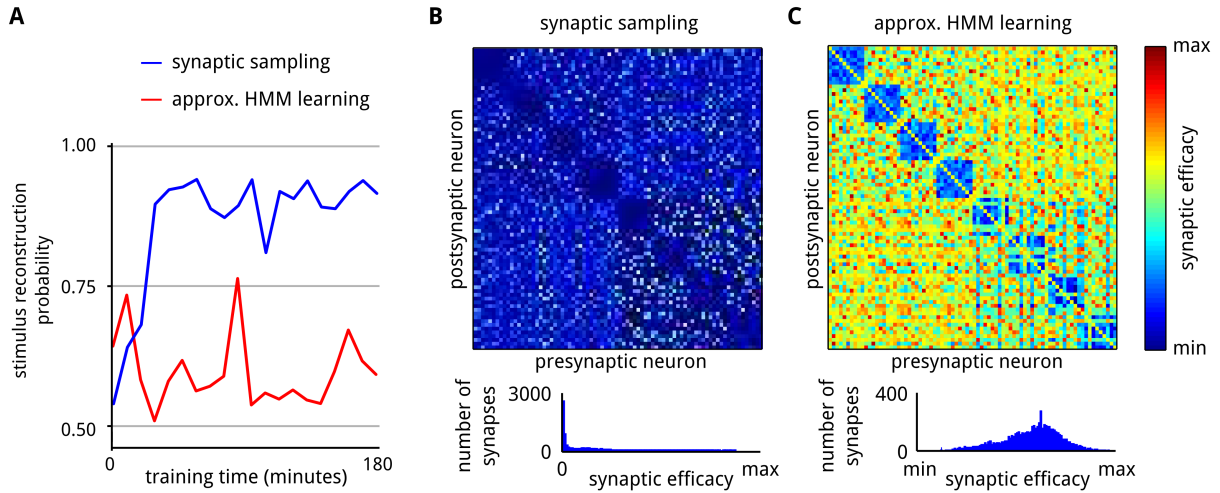 A
synaptic sampling
approx. HMM learning
1.00
0.75
0.50
stimulus reconstruction
probability
0
180
training time (minutes)
B
synaptic sampling
postsynaptic neuron
presynaptic neuron
number of
synapses
3000
0
0
max
synaptic efficacy
C
approx. HMM learning
postsynaptic neuron
presynaptic neuron
max
synaptic efficacy
min
number of
synapses
400
0
min
max
synaptic efficacy